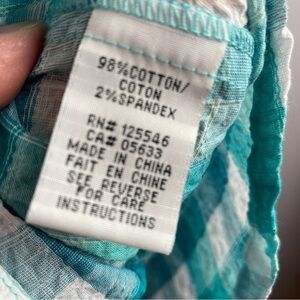 98%COTTON/
COTON
2%SPANDEX
RN# 125546
CA# 05633
MADE IN CHINA
FAIT EN CHINE
SEE REVERSE
FOR CARE
INSTRUCTIONS